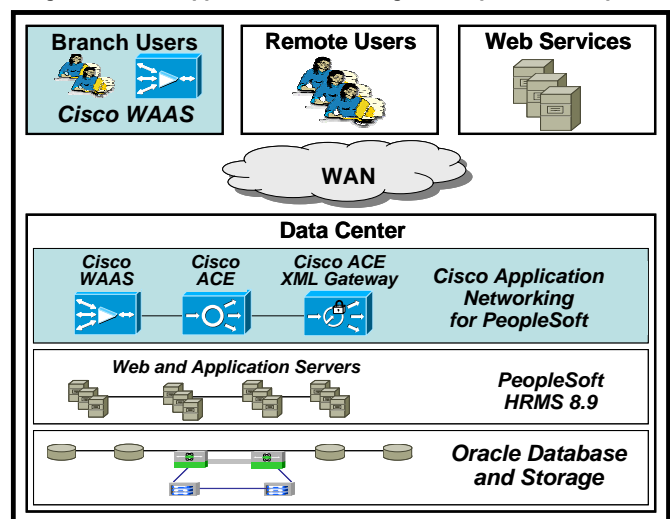 Branch Users
Cisco WAAS
Remote Users
Web Services
WAN
Data Center
Cisco
WAAS
Cisco
ACE
Cisco ACE
XML Gateway
Cisco Application
Networking
for PeopleSoft
Web and Application Servers
PeopleSoft
HRMS 8.9
Oracle Database
and Storage